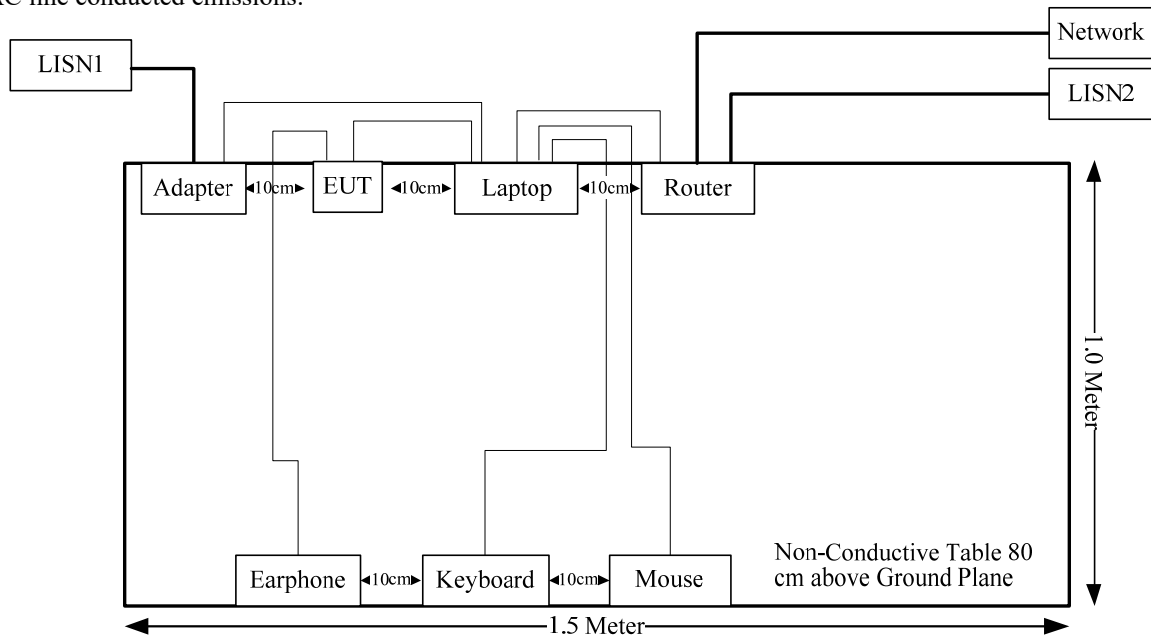 AC line conducted emissions:
Network
LISN1
LISN2
Adapter
10cm
EUT
10cm
Laptop
10cm
Router
1.0 Meter
Non-Conductive Table 80
cm above Ground Plane
Earphone
10cm
Keyboard
10cm
Mouse
1.5 Meter